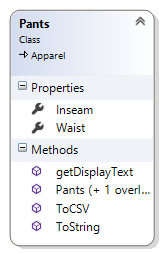 Pants
Class
Apparel
Properties
Inseam
Waist
Methods
getDisplayText
Pants (+ 1 overl...
ToCSV
ToString